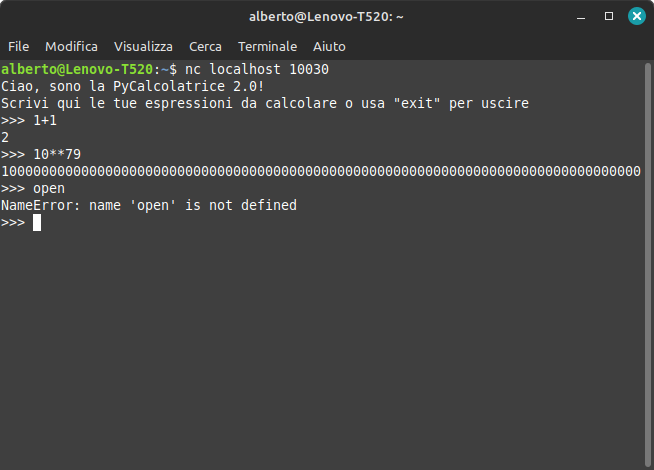 alberto@Lenovo-T520: ~
File Modifica Visualizza Cerca Terminale Aiuto
alberto@Lenovo-T520:~$ nc localhost 10030
Ciao, sono la PyCalcolatrice 2.0!
Scrivi qui le tue espressioni da calcolare o usa "exit" per uscire
>>> 1+1
2
>>> 10**79
10000000000000000000000000000000000000000000000000000000000000000000000000000000
>>> open
NameError: name 'open' is not defined
>>>